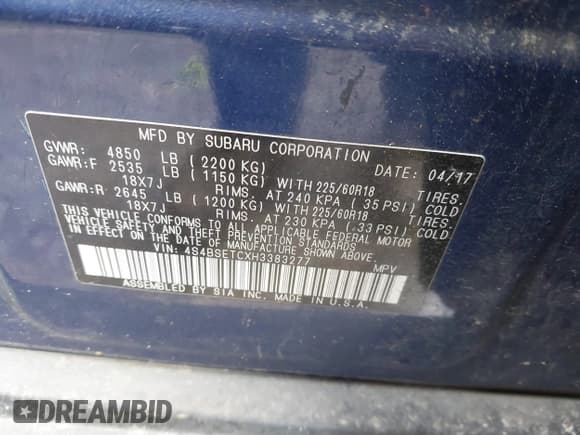 MFD BY SUBARU CORPORATION
GVWR: 4850 LB ( 2200 KG) DATE: 04/17
GAWR:F 2535 LB ( 1150 KG) WITH 225/60R18 TIRES.
18X7J RIMS. AT 240 KPA ( 35 PSI) COLD
GAWR:R 2645 LB ( 1200 KG) WITH 225/60R18 TIRES.
18X7J RIMS. AT 230 KPA ( 33 PSI) COLD
THIS VEHICLE CONFORMS TO ALL APPLICABLE FEDERAL MOTOR
VEHICLE SAFETY AND THEFT PREVENTION STANDARDS
IN EFFECT ON THE DATE OF MANUFACTURE SHOWN ABOVE.
VIN: 4S4BSETCXH3383277 MPV
ASSEMBLED BY SIA INC. MADE IN U.S.A.
DREAMBID